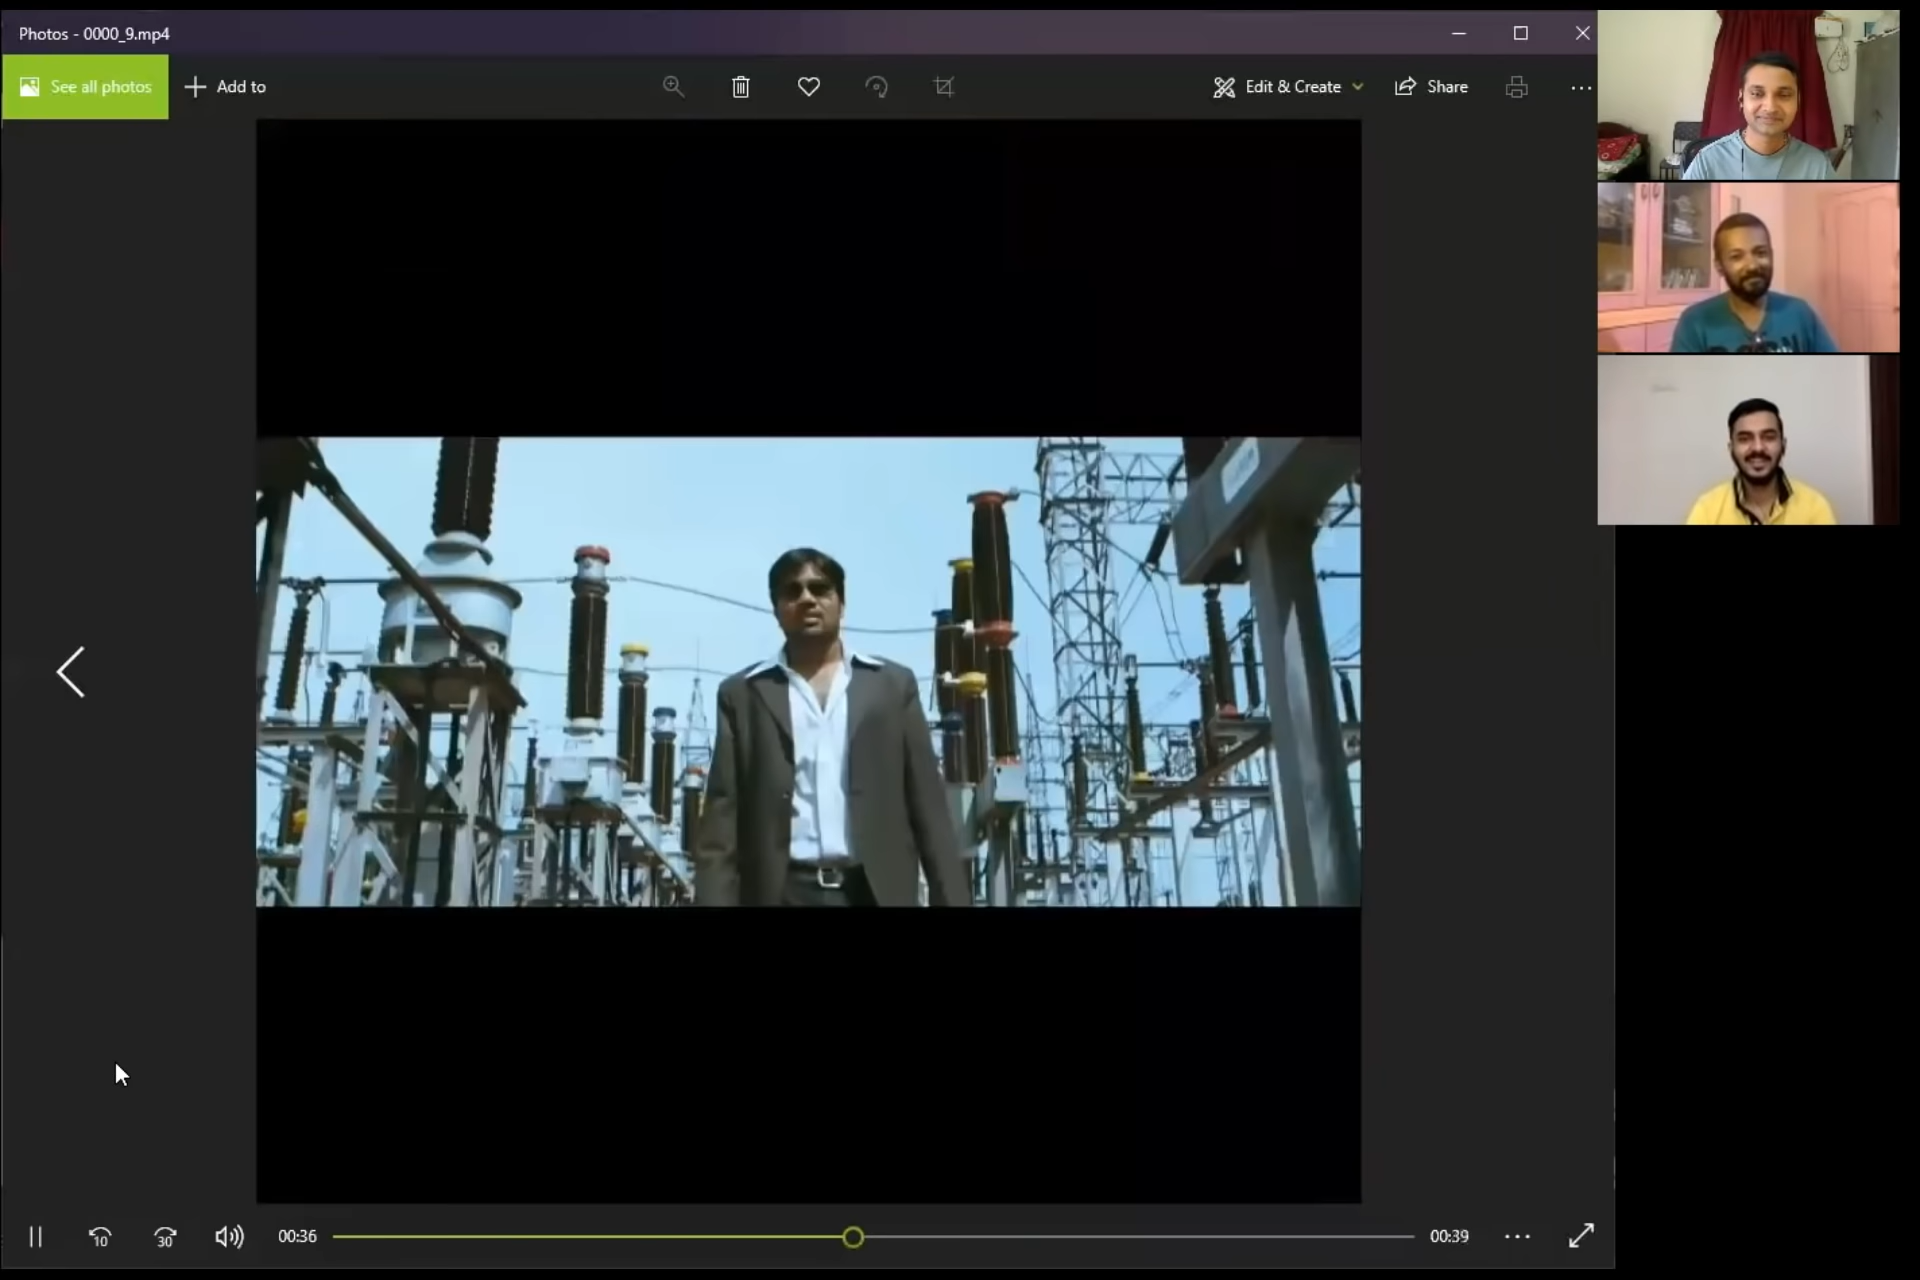 Photos - 0000_9.mp4
See all photos
Add to
Edit & Create
Share
10
30
00:36
00:39